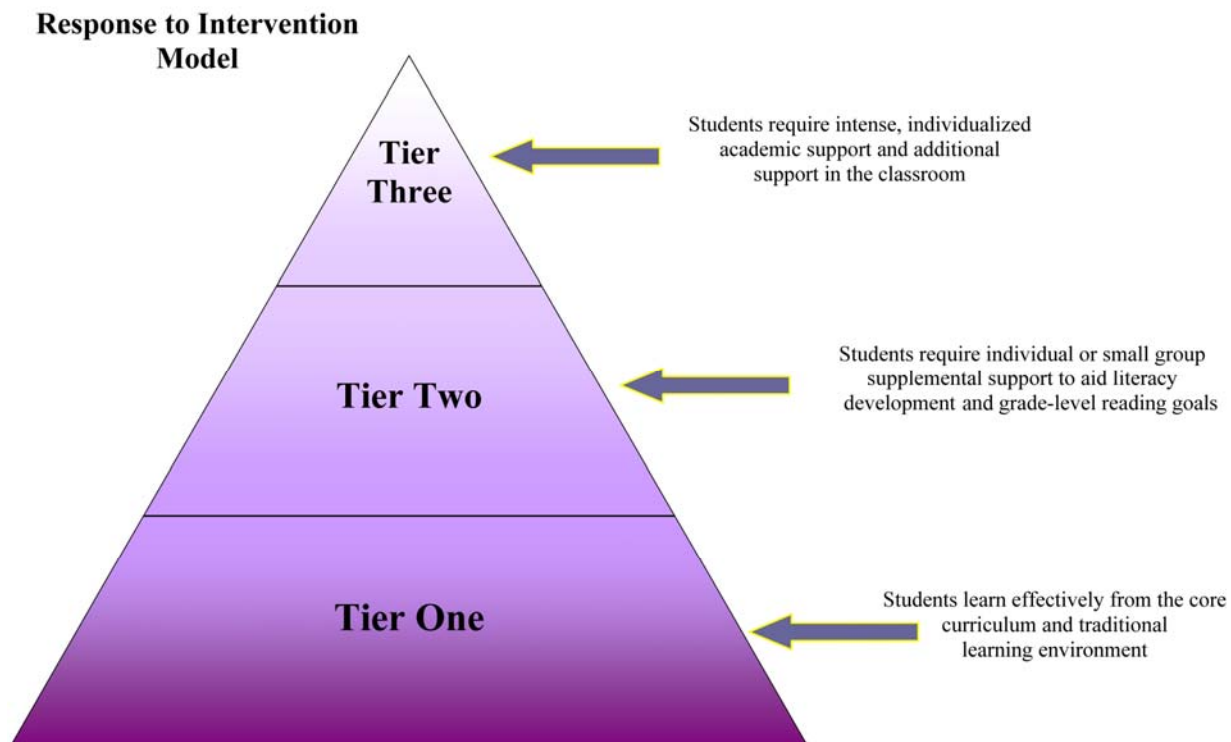 Response to Intervention
Model
Tier
Three
Students require intense, individualized
academic support and additional
support in the classroom
Tier Two
Students require individual or small group
supplemental support to aid literacy
development and grade-level reading goals
Tier One
Students learn effectively from the core
curriculum and traditional
learning environment